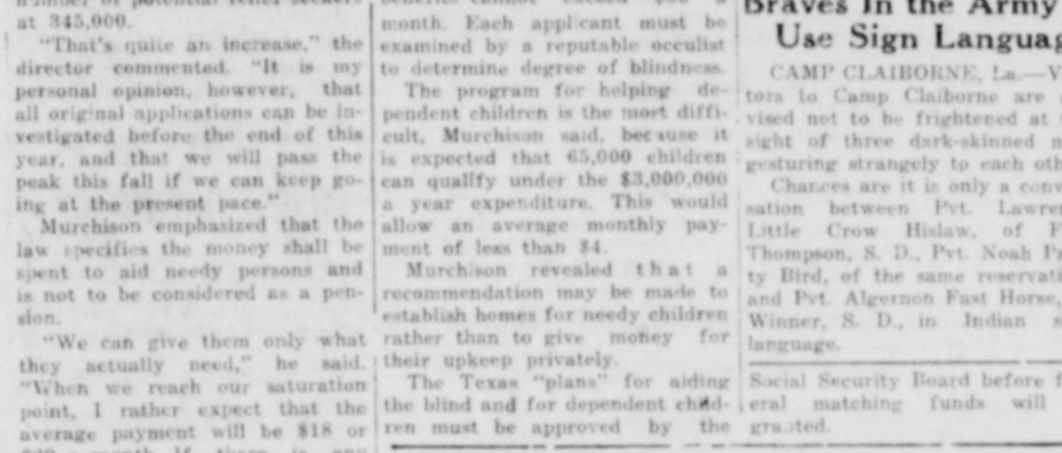 at 345,000.
"That's quite an increase," the
director commented. "It is my
personal opinion, however, that
all original applications can be in-
vestigated before the end of this
year, and that we will pass the
peak this fall if we can keep go-
ing at the present pace."
Murchison emphasized that the
law specifies the money shall be
spent to aid needy persons and
is not to be considered as a pen-
sion.
"We can give them only what
they actually need," he said.
"When we reach our saturation
point, I rather expect that the
average payment will be $18 or
month. Each applicant must be
examined by a reputable occulist
to determine degree of blindness.
The program for helping de-
pendent children is the most diffi-
cult, Murchison said, because it
is expected that 65,000 children
can qualify under the $3,000,000
a year expenditure. This would
allow an average monthly pay-
ment of less than $4.
Murchison revealed that a
recommendation may be made to
establish homes for needy children
rather than to give money for
their upkeep privately.
The Texas "plans" for aiding
the blind and for dependent child-
ren must be approved by the
Braves In the Army
Use Sign Languag
CAMP CLAIBORNE, La.—V
tors to Camp Claiborne are
vised not to be frightened at
sight of three dark-skinned m
gesturing strangely to each oth
Chances are it is only a conv
sation between Pvt. Lawre
Little Crow Hislaw, of F
Thompson, S. D., Pvt. Noah Pr
ty Bird, of the same reservati
and Pvt. Algernon Fast Horse,
Winner, S. D., in Indian s
language.
Social Security Board before f
eral matching funds will
granted.